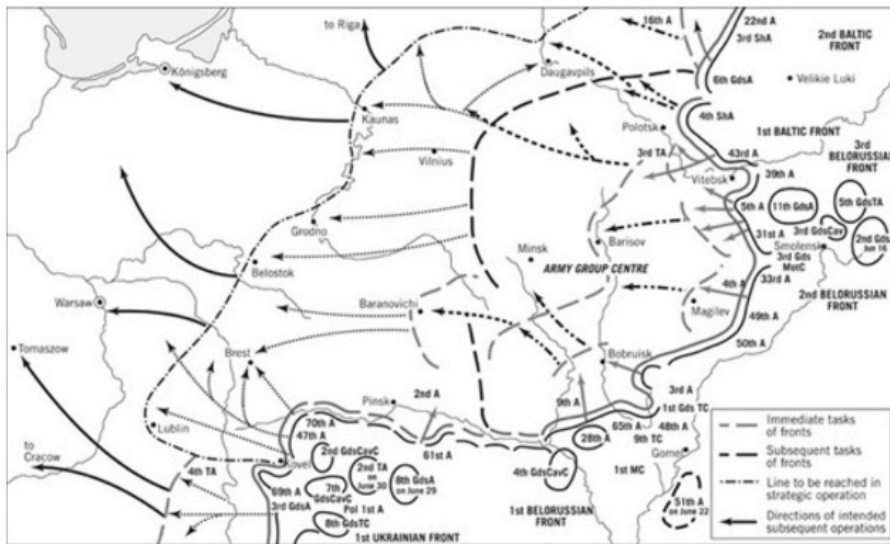 to Riga
16th A
22nd A
3rd ShA
2nd BALTIC
FRONT
Königsberg
Daugavpils
6th GdsA
Velikie Luki
Kaunas
4th ShA
Polotsk
1st BALTIC FRONT
Vilnius
3rd TA
43rd A
3rd
BELORUSSIAN
FRONT
39th A
Vitebsk
5th A
11th GdsA
5th GdsTA
Grodno
31st A
3rd GdsCav
2nd Gds
Jun 16
Minsk
Barisov
Smolensk
3rd Gds
MotC
Belostok
ARMY GROUP CENTRE
33rd A
4th A
2nd BELORUSSIAN
FRONT
Warsaw
Baranovichi
Magilev
49th A
50th A
Tomaszow
Brest
Bobruisk
Pinsk
2nd A
9th A
3rd A
1st Gds TC
70th A
65th A
48th A
Lublin
47th A
9th TC
28th A
61st A
to
Cracow
2nd GdsCavC
Gomel
4th TA
Kovel
2nd TA
on
June 30
8th GdsA
on June 29
4th GdsCavC
1st MC
69th A
7th
GdsCavC
51th A
on June 22
3rd GdsA
Pol 1st A
1st
BELORUSSIAN
FRONT
8th GdsTC
1st UKRAINIAN FRONT
Immediate tasks
of fronts
Subsequent tasks
of fronts
Line to be reached in
strategic operation
Directions of intended
subsequent operations